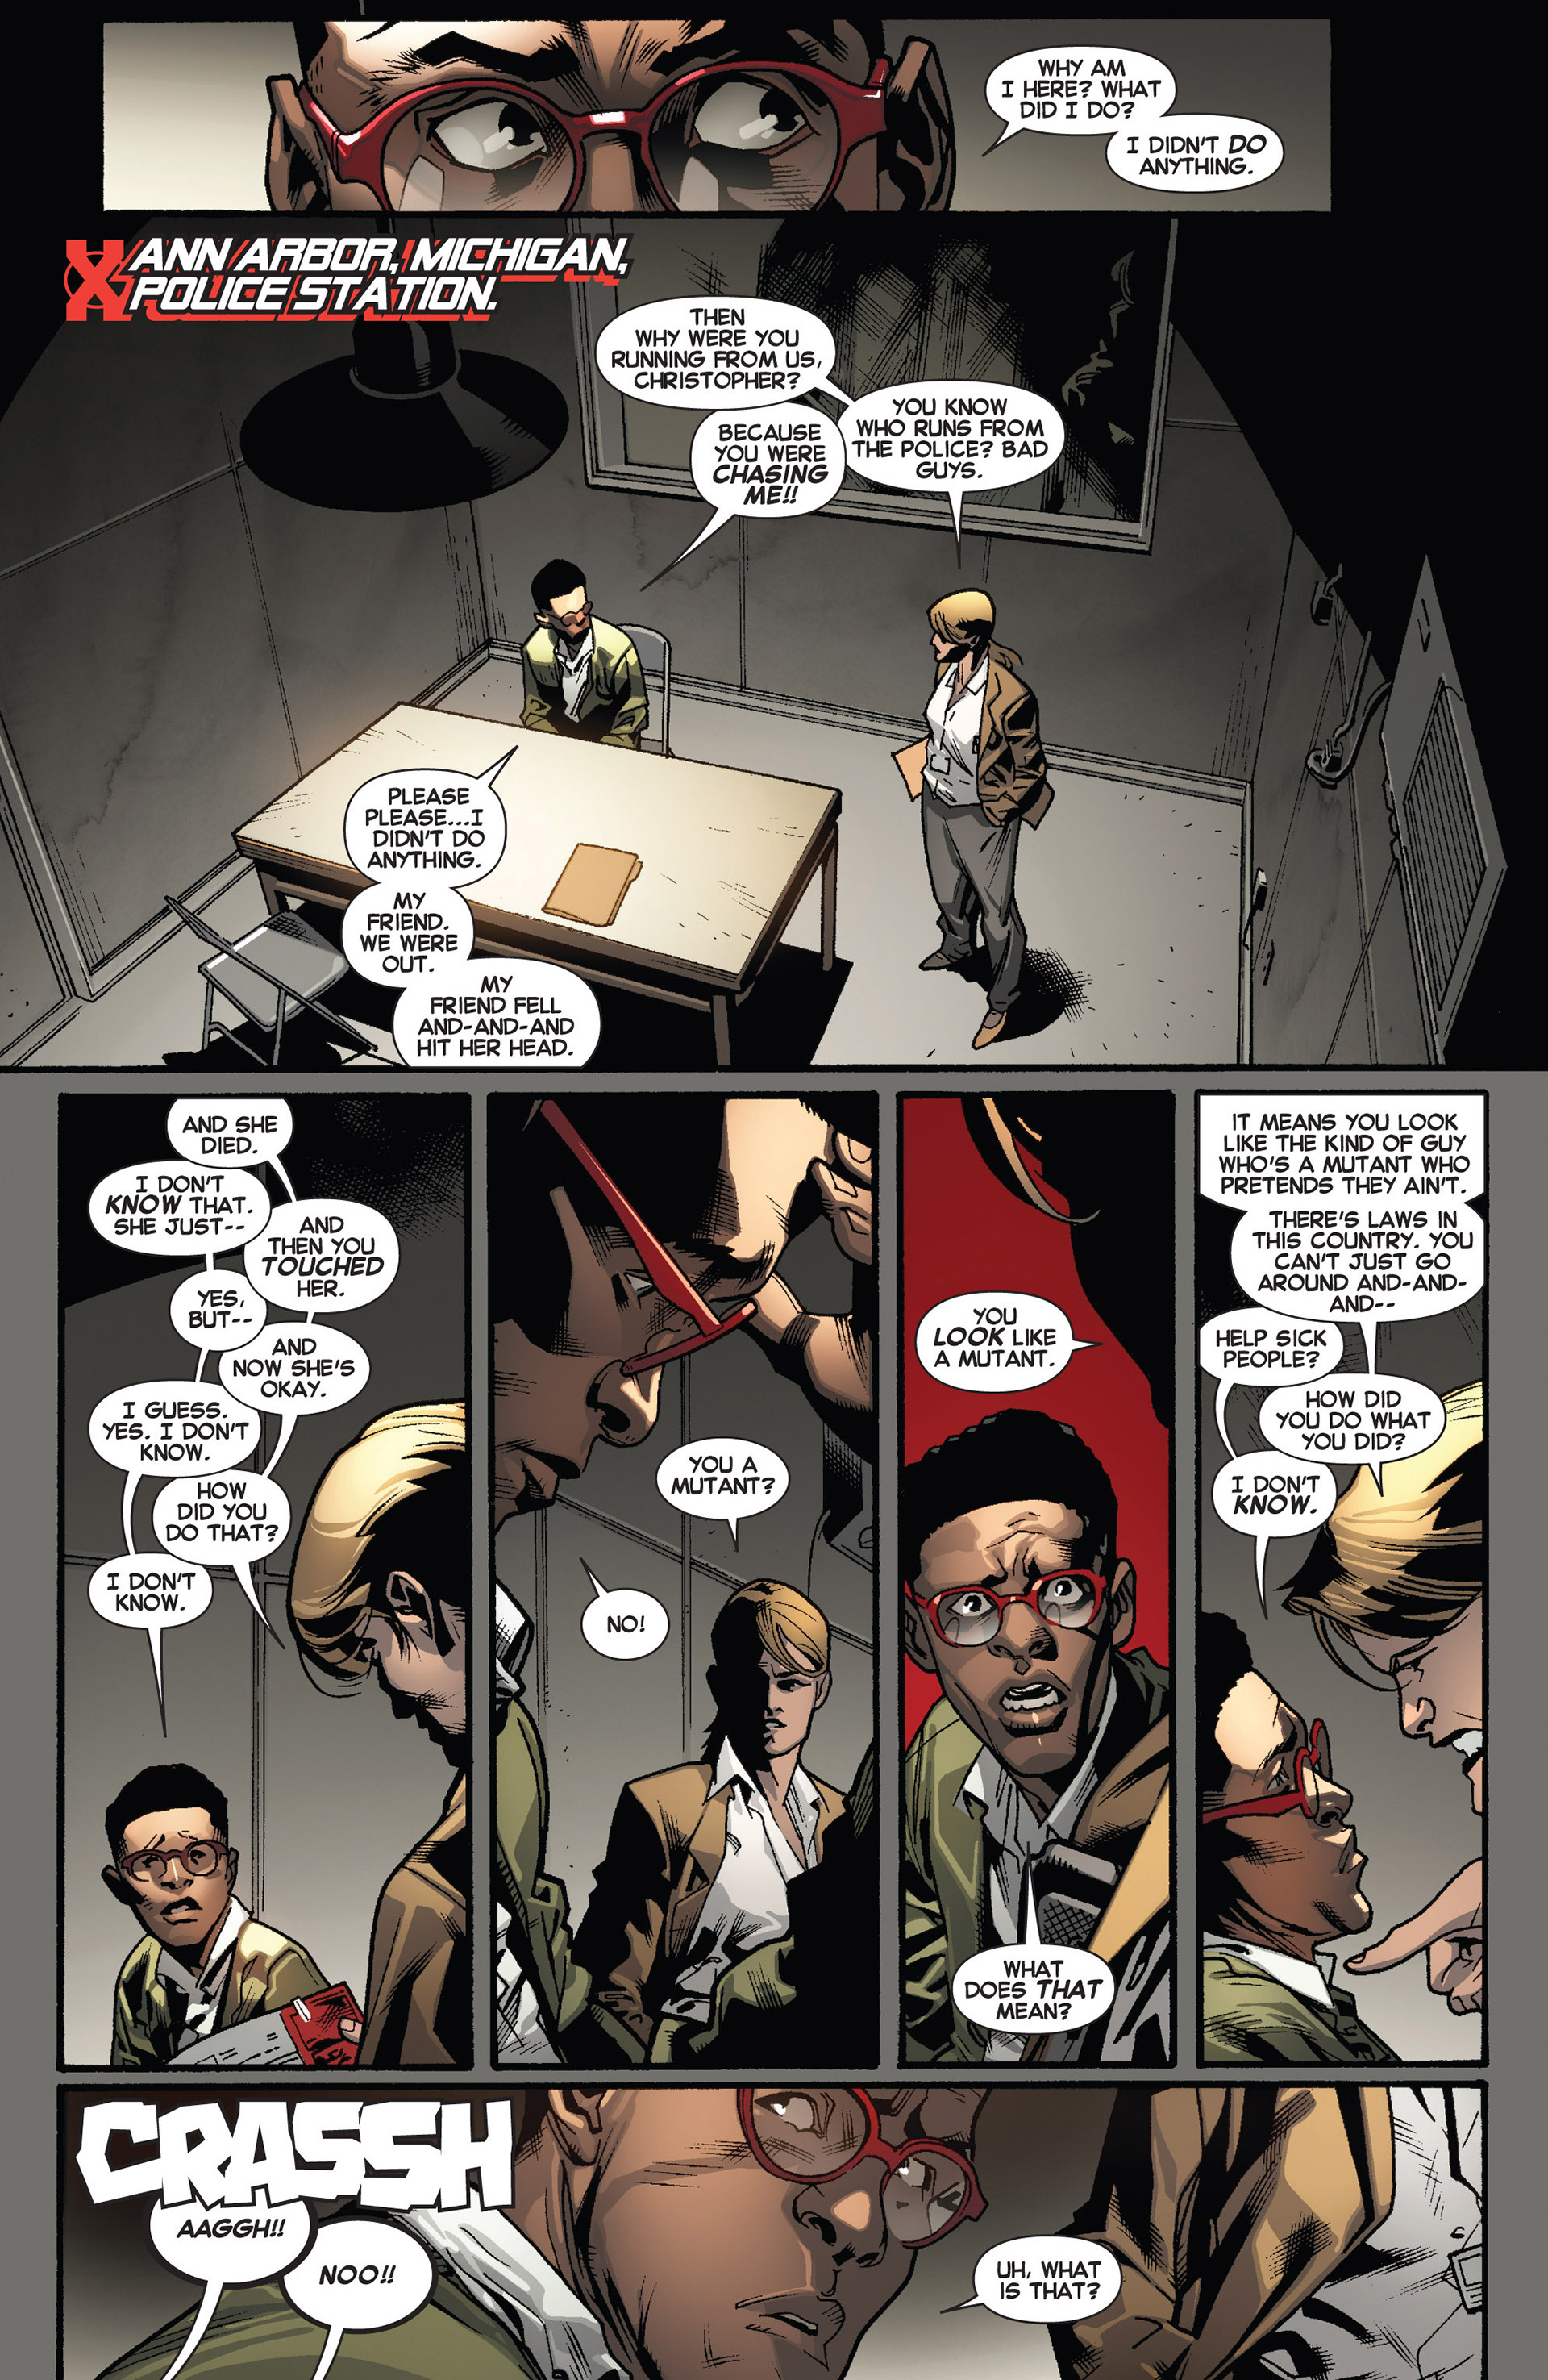 WHY AM
I HERE? WHAT
DID I DO?
I DIDN'T DO
ANYTHING.
ANN ARBOR, MICHIGAN,
POLICE STATION.
THEN
WHY WERE YOU
RUNNING FROM US,
CHRISTOPHER?
BECAUSE
YOU WERE
CHASING
ME!!
YOU KNOW
WHO RUNS FROM
THE POLICE? BAD
GUYS.
PLEASE
PLEASE...I
DIDN'T DO
ANYTHING.
MY
FRIEND.
WE WERE
OUT.
MY
FRIEND FELL
AND-AND-AND
HIT HER HEAD.
AND SHE
DIED.
I DON'T
KNOW THAT.
SHE JUST--
AND
THEN YOU
TOUCHED
HER.
YES,
BUT--
AND
NOW SHE'S
OKAY.
I GUESS.
YES. I DON'T
KNOW.
HOW
DID YOU
DO THAT?
I DON'T
KNOW.
YOU A
MUTANT?
NO!
YOU
LOOK LIKE
A MUTANT.
WHAT
DOES THAT
MEAN?
IT MEANS YOU LOOK
LIKE THE KIND OF GUY
WHO'S A MUTANT WHO
PRETENDS THEY AIN'T.
THERE'S LAWS IN
THIS COUNTRY. YOU
CAN'T JUST GO
AROUND AND-AND-
AND--
HELP SICK
PEOPLE?
HOW DID
YOU DO WHAT
YOU DID?
I DON'T
KNOW.
CRASSH
AAGGH!!
NOO!!
UH, WHAT
IS THAT?